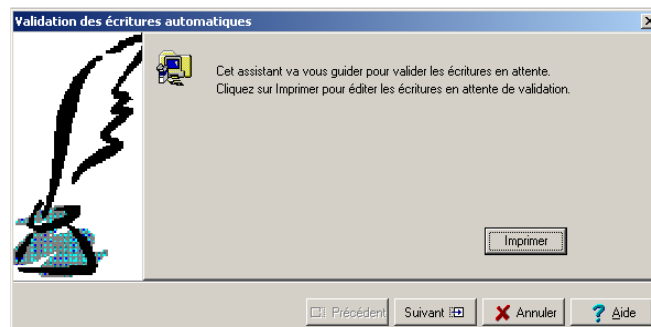 Validation des écritures automatiques
Cet assistant va vous guider pour valider les écritures en attente.
Cliquez sur Imprimer pour éditer les écritures en attente de validation.
Imprimer
Précédent Suivant Annuler Aide